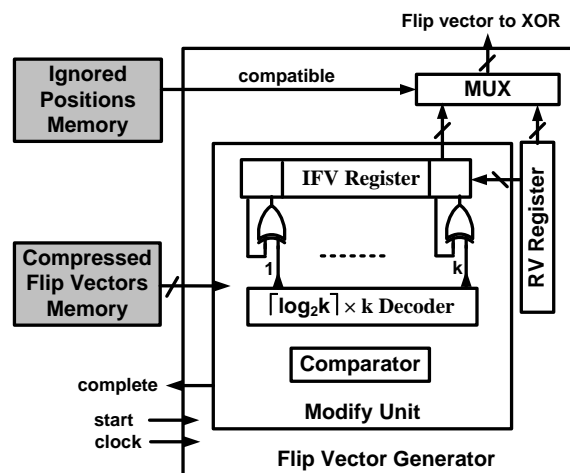 Flip vector to XOR
Ignored
Positions
Memory
compatible
MUX
IFV Register
RV Register
1
k
Compressed
Flip Vectors
Memory
⌈log₂k⌉ × k Decoder
Comparator
complete
Modify Unit
start
clock
Flip Vector Generator